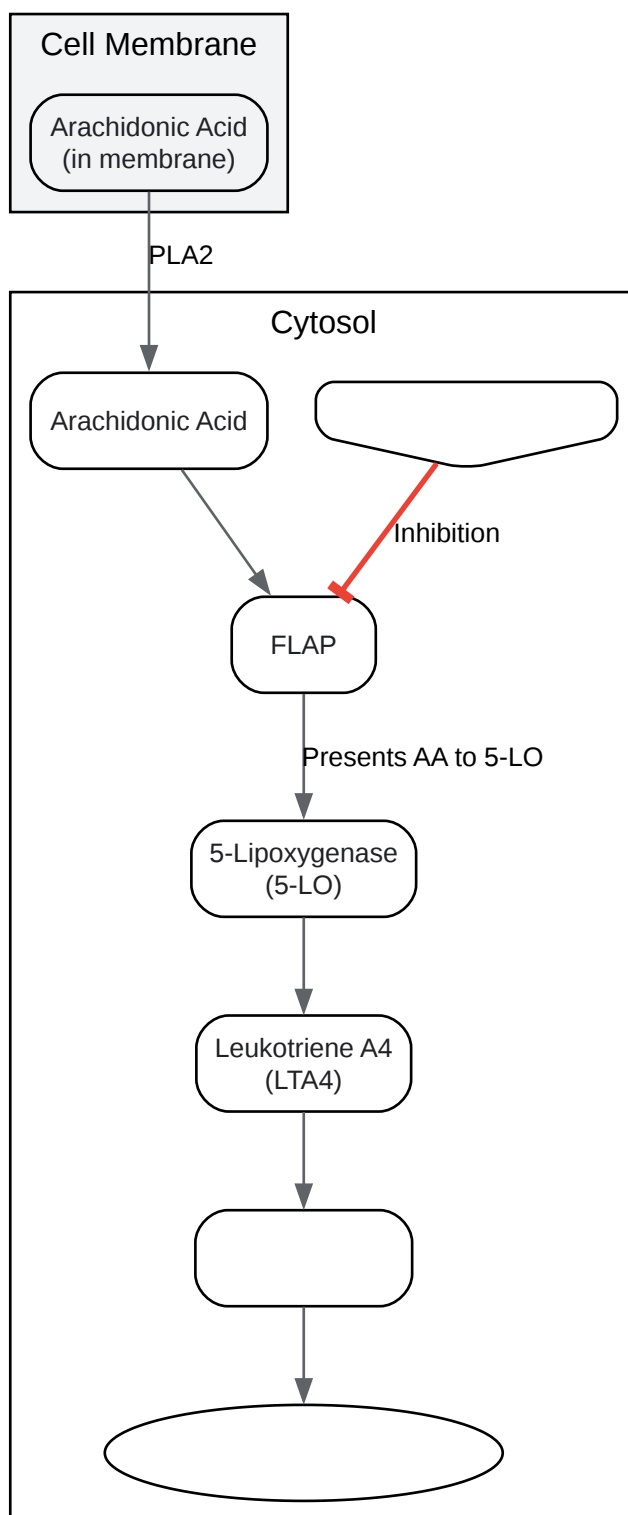 Cell Membrane
Arachidonic Acid
(in membrane)
PLA2
Cytosol
Arachidonic Acid
Inhibition
FLAP
Presents AA to 5-LO
5-Lipoxygenase
(5-LO)
Leukotriene A4
(LTA4)